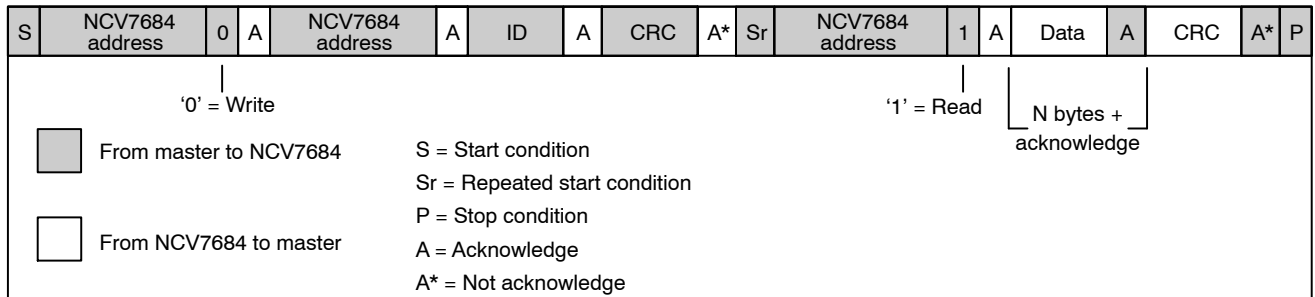 S NCV7684 address 0 A NCV7684 address A ID A CRC A* Sr NCV7684 address 1 A Data A CRC A* P
‘0’ = Write
‘1’ = Read
N bytes +
acknowledge
From master to NCV7684
From NCV7684 to master
S = Start condition
Sr = Repeated start condition
P = Stop condition
A = Acknowledge
A* = Not acknowledge